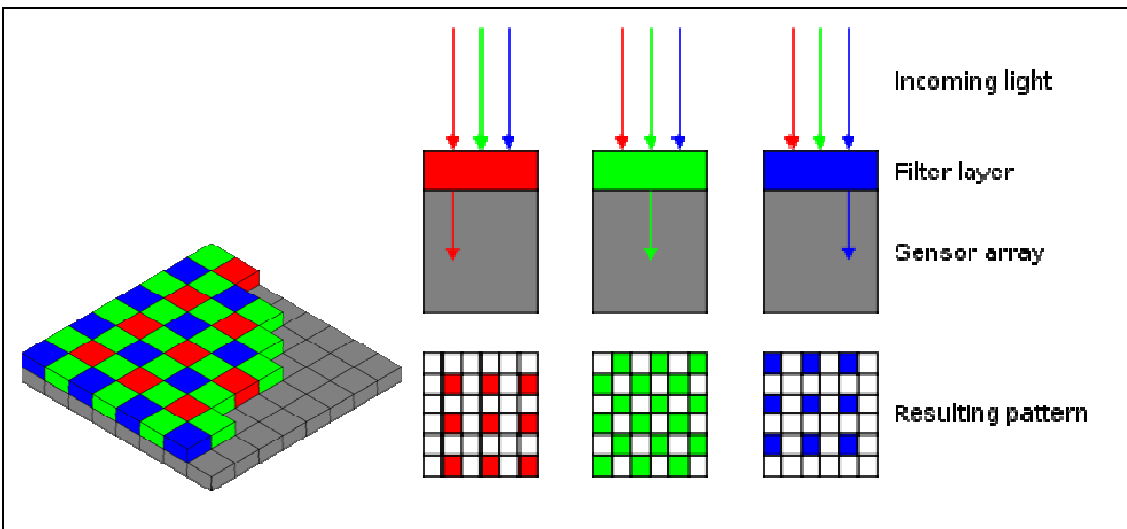 Incoming light
Filter layer
Sensor array
Resulting pattern